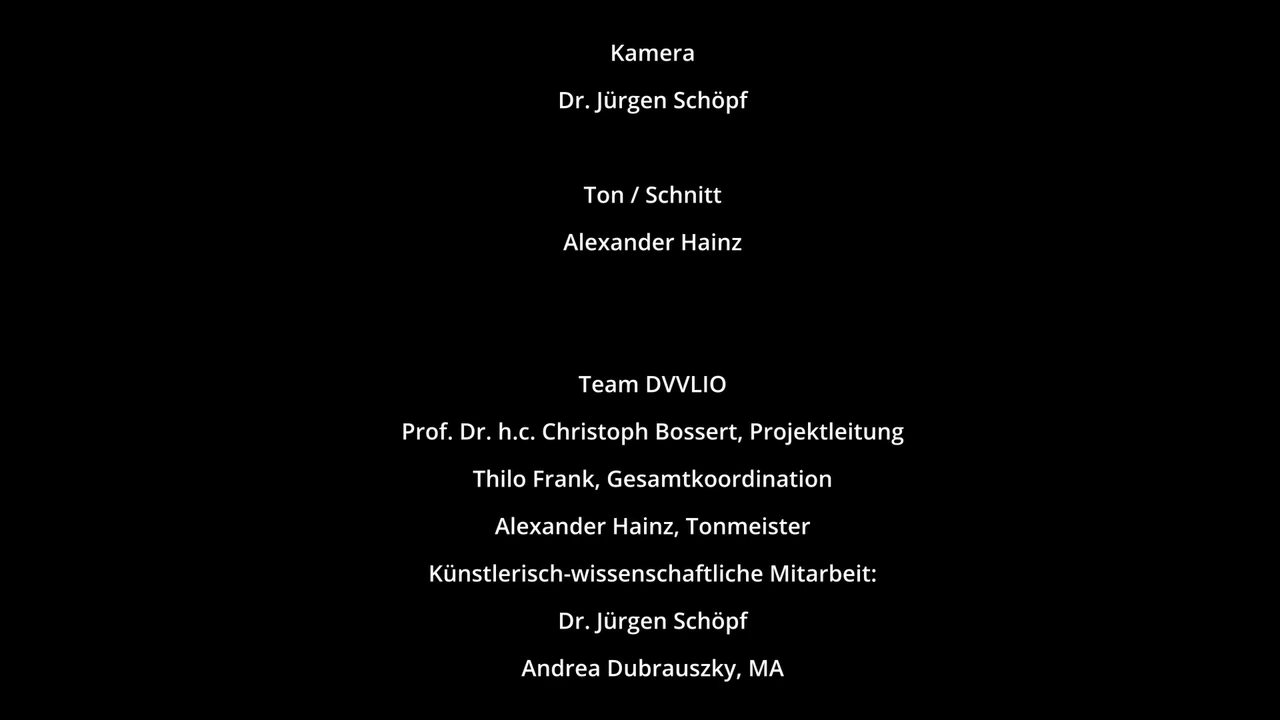 Kamera
Dr. Jürgen Schöpf
Ton / Schnitt
Alexander Hainz
Team DVVLIO
Prof. Dr. h.c. Christoph Bossert, Projektleitung
Thilo Frank, Gesamtkoordination
Alexander Hainz, Tonmeister
Künstlerisch-wissenschaftliche Mitarbeit:
Dr. Jürgen Schöpf
Andrea Dubrauszky, MA